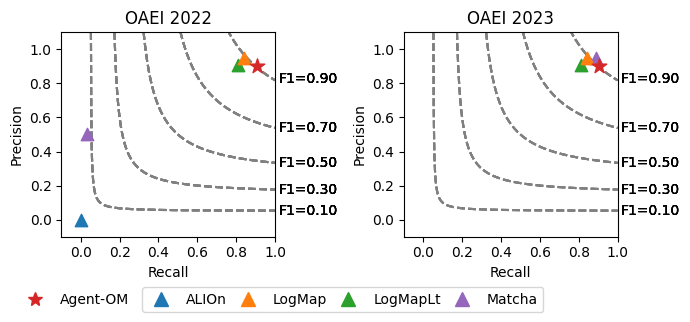 OAEI 2022
Precision
1.0
0.8
0.6
0.4
0.2
0.0
F1=0.90
F1=0.70
F1=0.50
F1=0.30
F1=0.10
0.0 0.2 0.4 0.6 0.8 1.0
Recall
OAEI 2023
Precision
1.0
0.8
0.6
0.4
0.2
0.0
F1=0.90
F1=0.70
F1=0.50
F1=0.30
F1=0.10
0.0 0.2 0.4 0.6 0.8 1.0
Recall
Agent-OM ALIOn LogMap LogMapLt Matcha